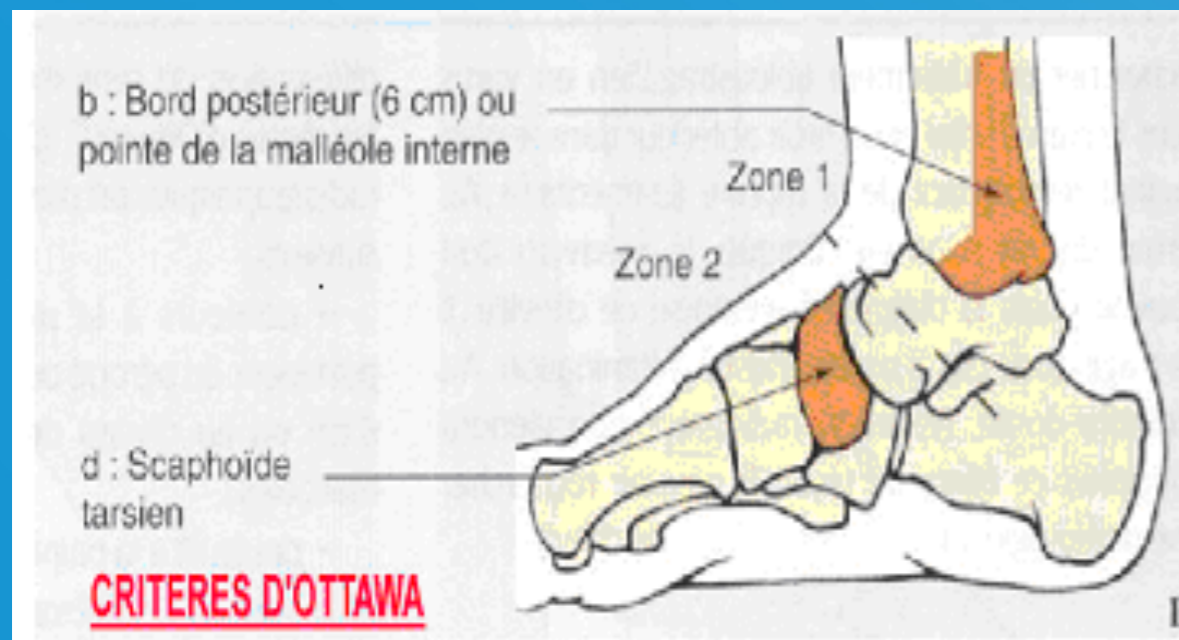 b : Bord postérieur (6 cm) ou
pointe de la malléole interne
Zone 1
Zone 2
d : Scaphoïde
tarsien
CRITERES D'OTTAWA